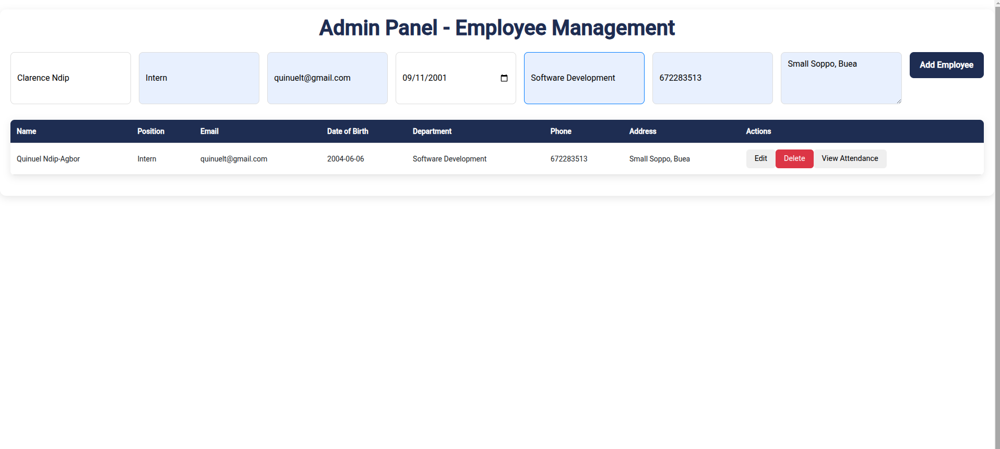 Admin Panel - Employee Management
Clarence Ndip Intern quinuelt@gmail.com 09/11/2001 Software Development 672283513 Small Soppo, Buea Add Employee
Name Position Email Date of Birth Department Phone Address Actions
Quinuel Ndip-Agbor Intern quinuelt@gmail.com 2004-06-06 Software Development 672283513 Small Soppo, Buea Edit Delete View Attendance